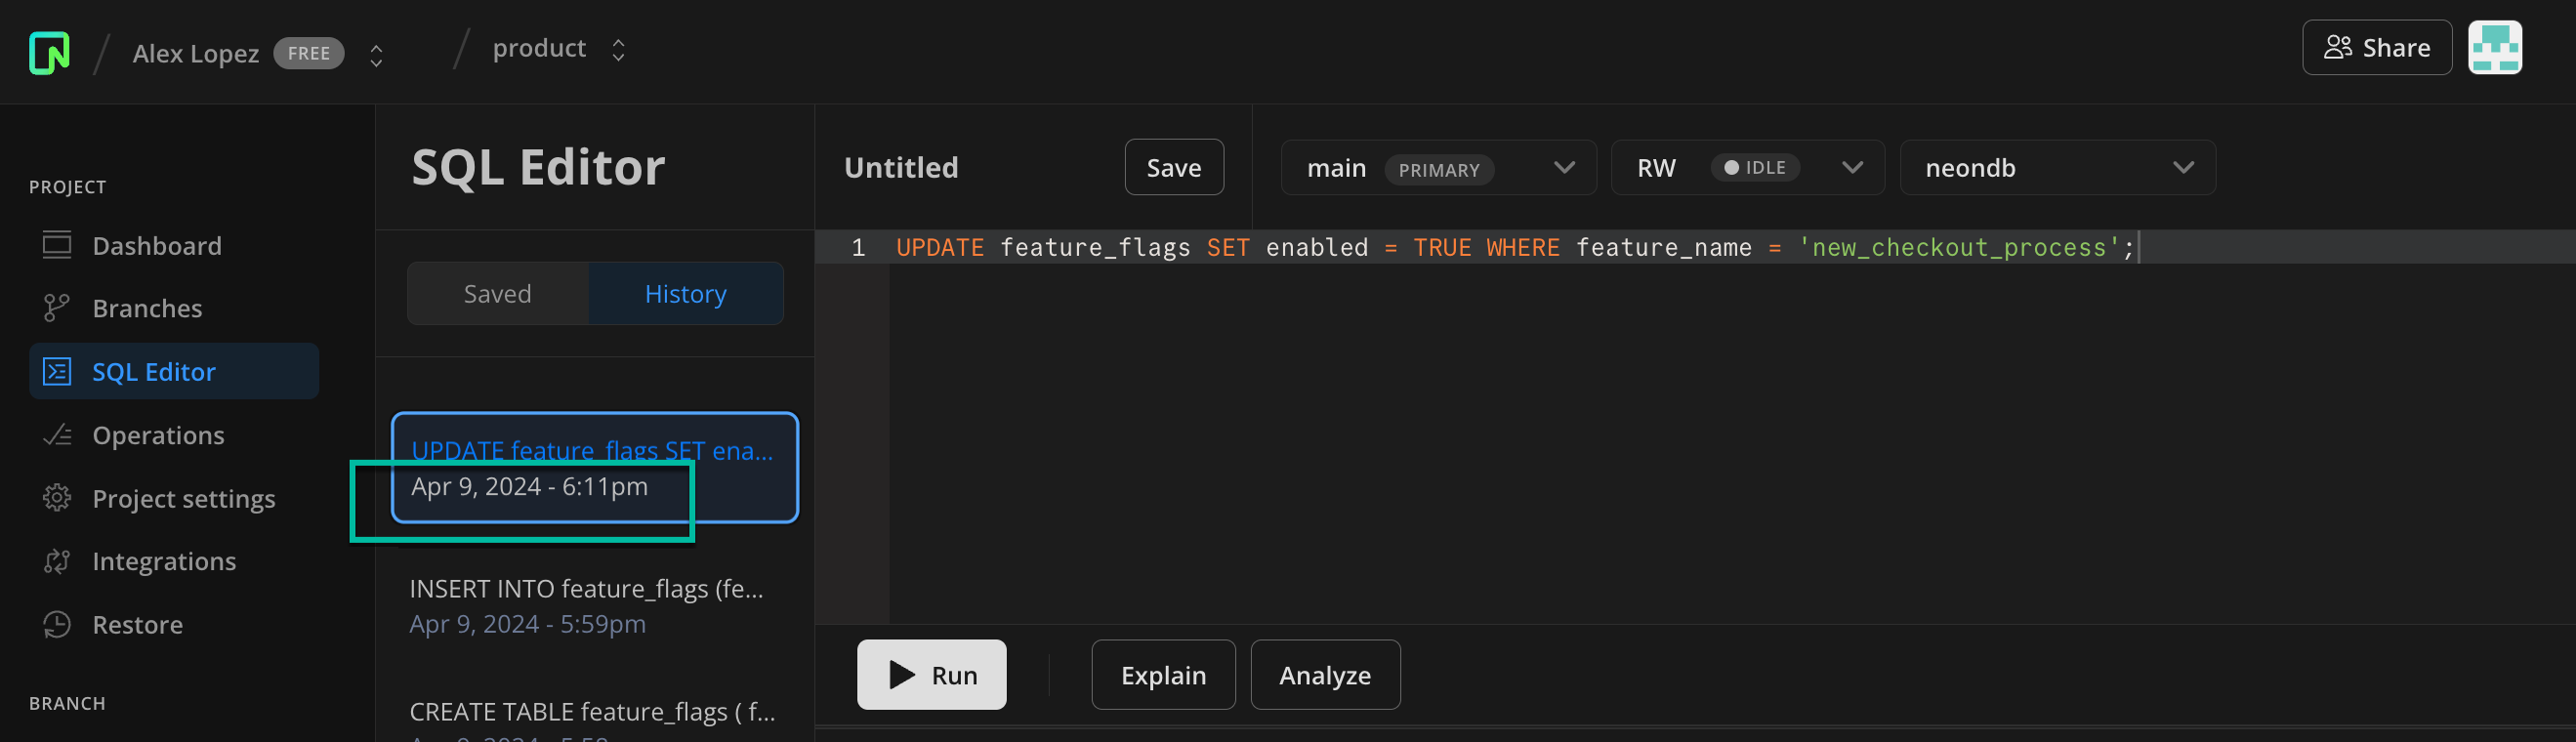 Alex Lopez FREE
product
Share
PROJECT
Dashboard
Branches
SQL Editor
Operations
Project settings
Integrations
Restore
BRANCH
SQL Editor
Saved
History
UPDATE feature_flags SET ena...
Apr 9, 2024 - 6:11pm
INSERT INTO feature_flags (fe...
Apr 9, 2024 - 5:59pm
CREATE TABLE feature_flags ( f...
Untitled
Save
main PRIMARY
RW IDLE
neondb
1 UPDATE feature_flags SET enabled = TRUE WHERE feature_name = 'new_checkout_process';
Run
Explain
Analyze